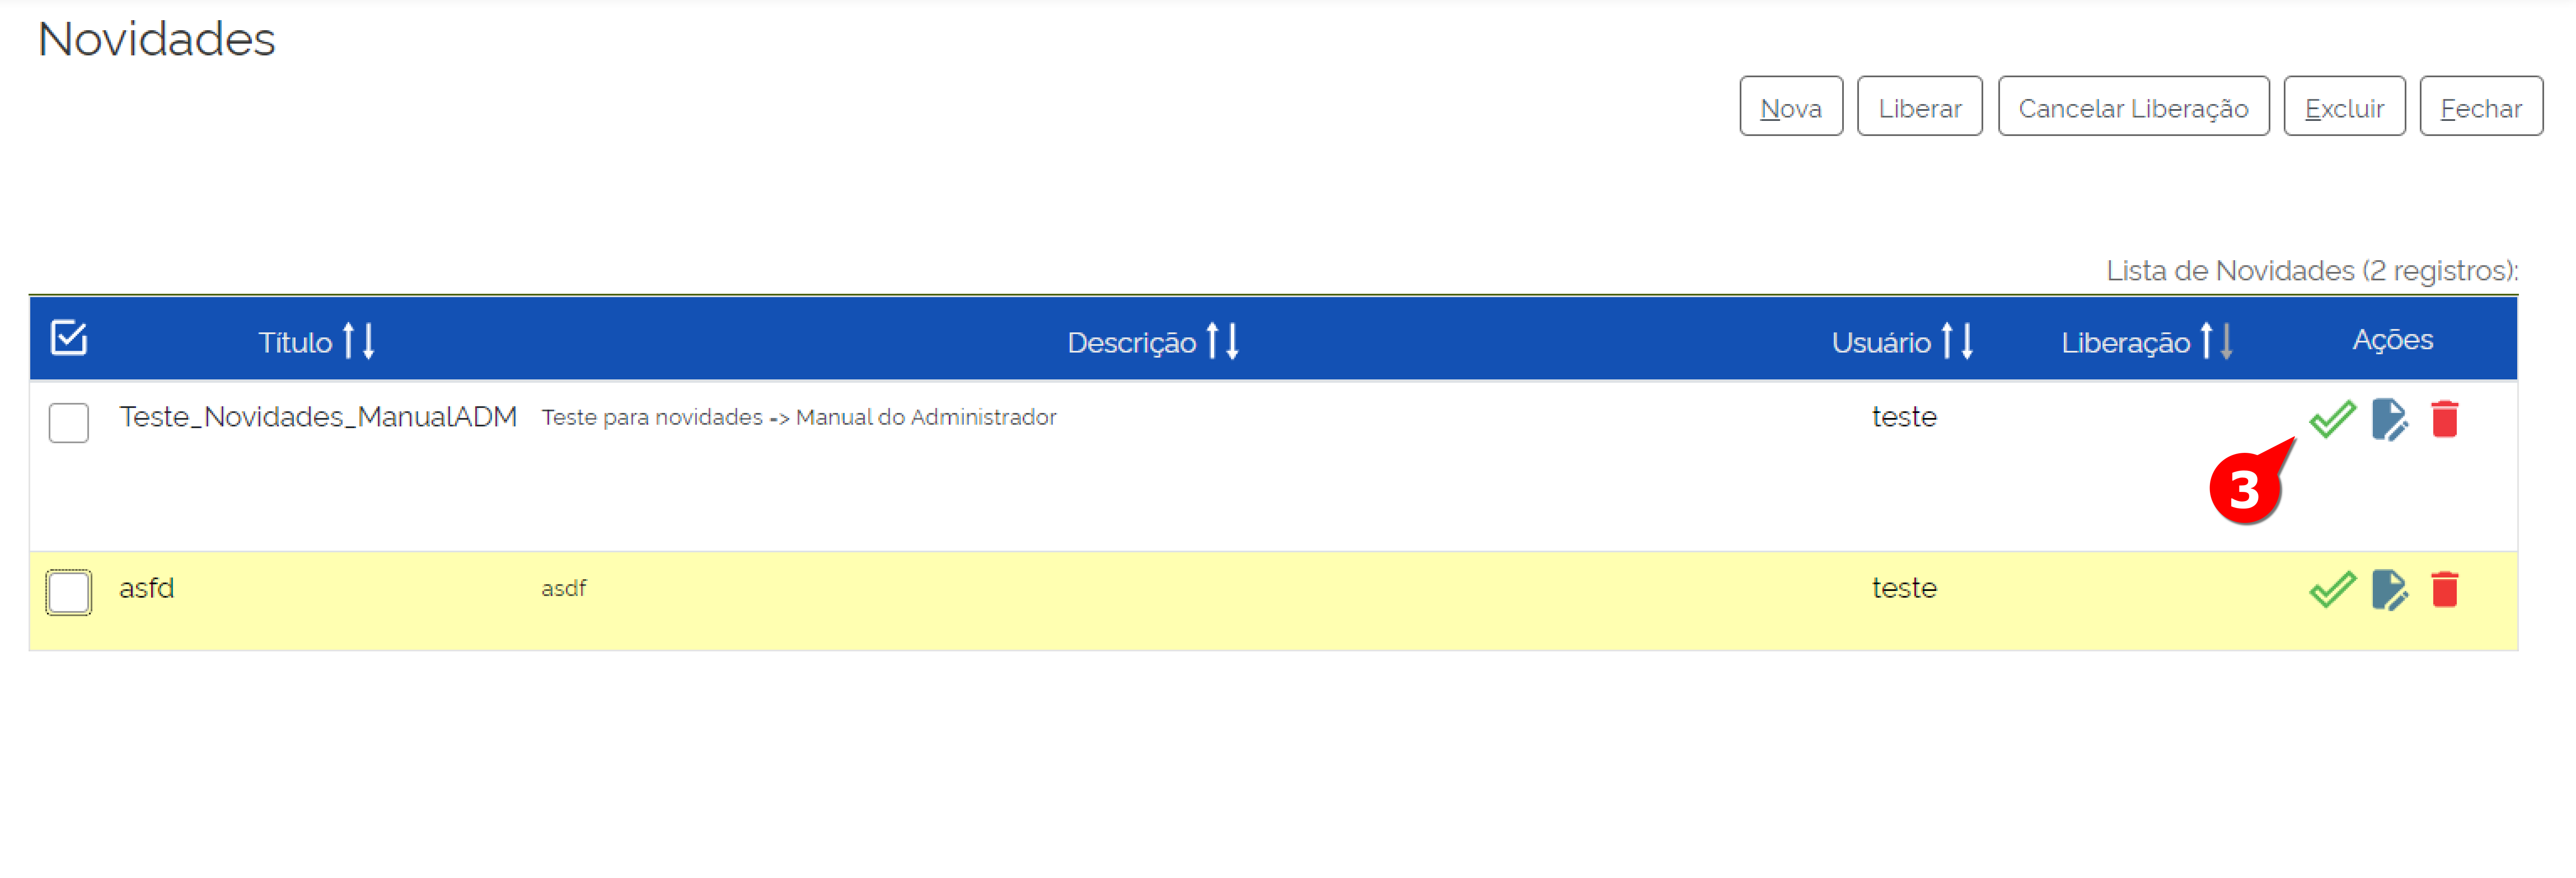 Novidades
Nova Liberar Cancelar Liberação Excluir Fechar
Lista de Novidades (2 registros):
Título Descrição Usuário Liberação Ações
Teste_Novidades_ManualADM Teste para novidades => Manual do Administrador teste
3
asfd asdf teste